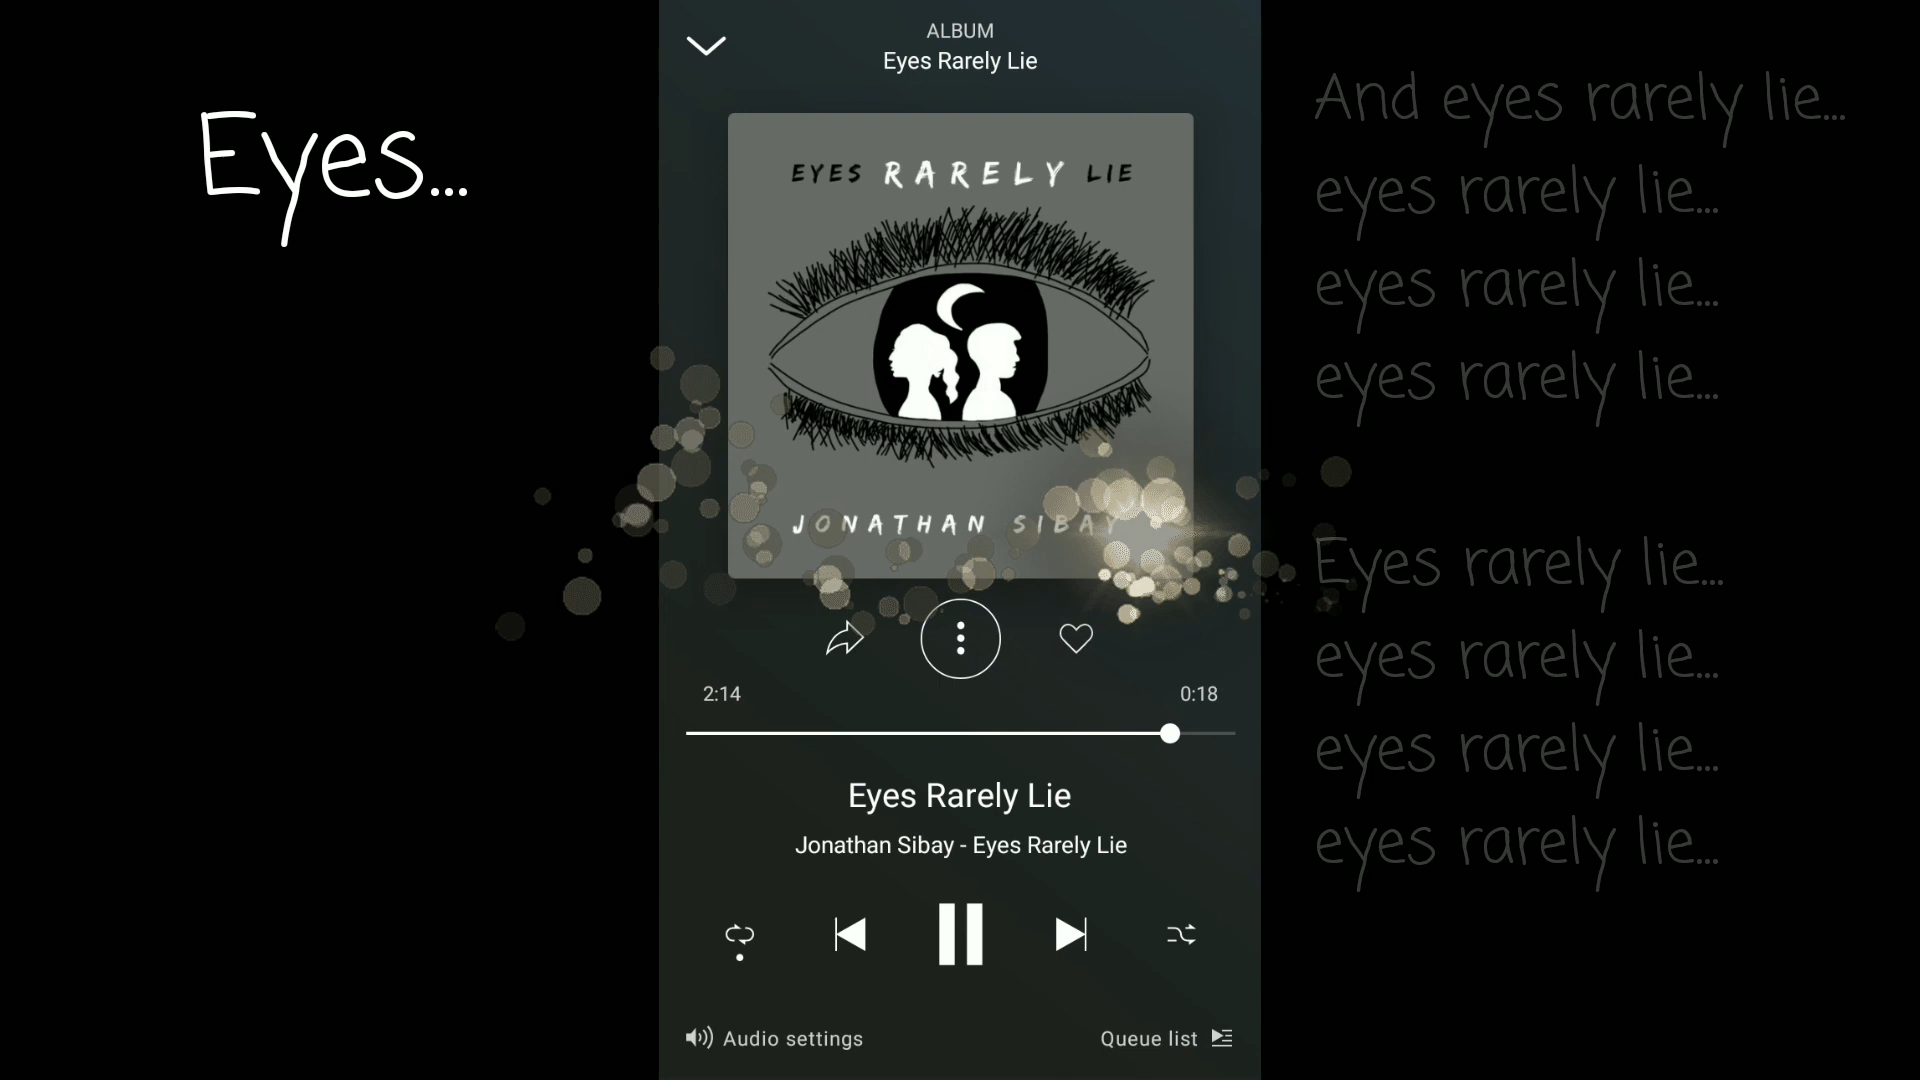 Eyes...
ALBUM
Eyes Rarely Lie
EYES RARELY LIE
JONATHAN SIBAY
2:14
0:18
Eyes Rarely Lie
Jonathan Sibay - Eyes Rarely Lie
Audio settings
Queue list
And eyes rarely lie...
eyes rarely lie...
eyes rarely lie...
eyes rarely lie...
Eyes rarely lie...
eyes rarely lie...
eyes rarely lie...
eyes rarely lie...